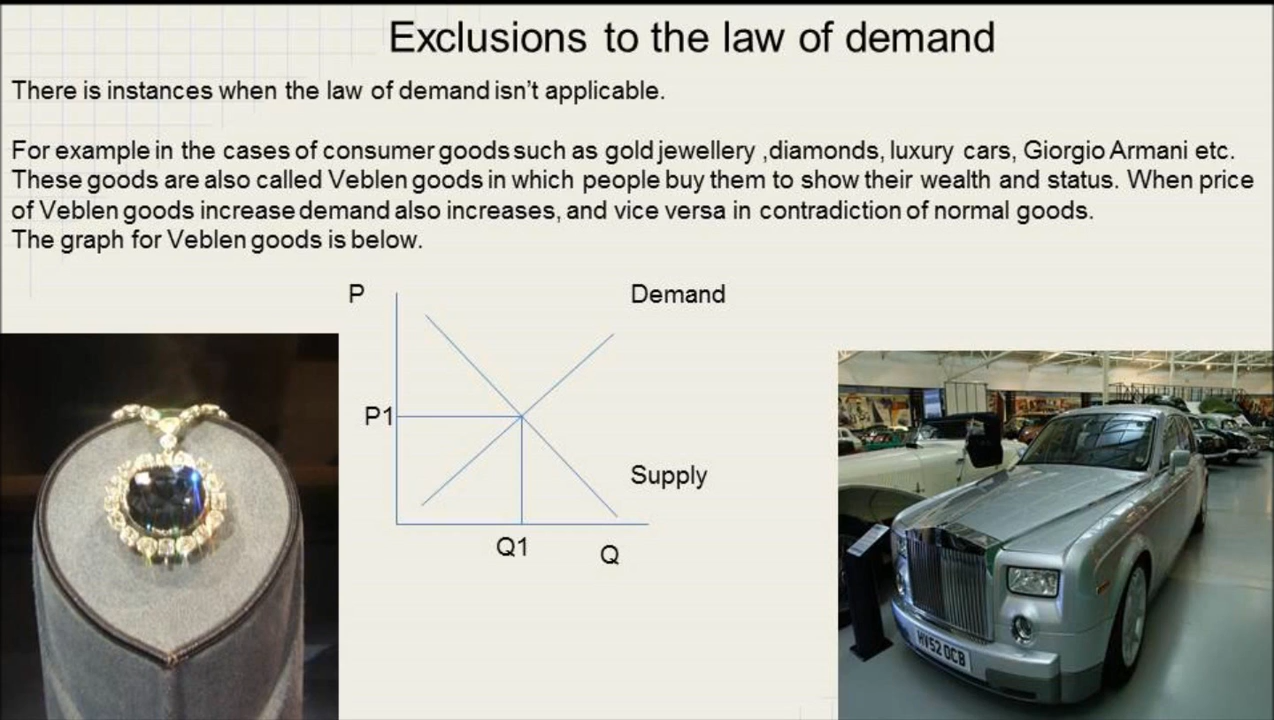 Exclusions to the law of demand
There is instances when the law of demand isn't applicable.
For example in the cases of consumer goods such as gold jewellery ,diamonds, luxury cars, Giorgio Armani etc.
These goods are also called Veblen goods in which people buy them to show their wealth and status. When price
of Veblen goods increase demand also increases, and vice versa in contradiction of normal goods.
The graph for Veblen goods is below.
P
Demand
P1
Supply
Q1
Q
HV52 OCB